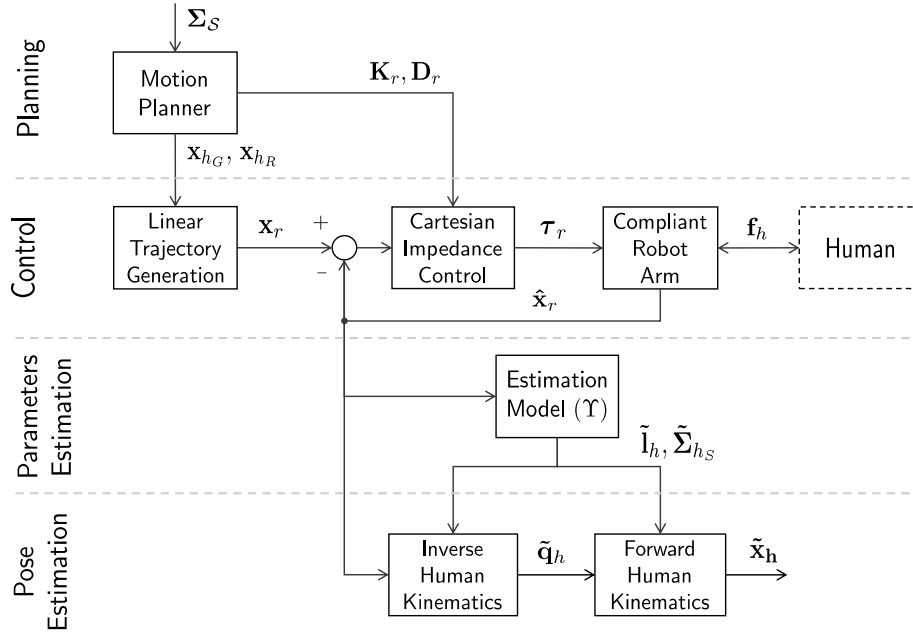 Σ_S
Planning
Motion
Planner
K_r, D_r
x_{h_G}, x_{h_R}
Control
Linear
Trajectory
Generation
x_r
+
−
Cartesian
Impedance
Control
τ_r
Compliant
Robot
Arm
f_h
Human
x̂_r
Parameters
Estimation
Estimation
Model (Υ)
l̃_h, Σ̃_{h_S}
Pose
Estimation
Inverse
Human
Kinematics
q̃_h
Forward
Human
Kinematics
x̃_h